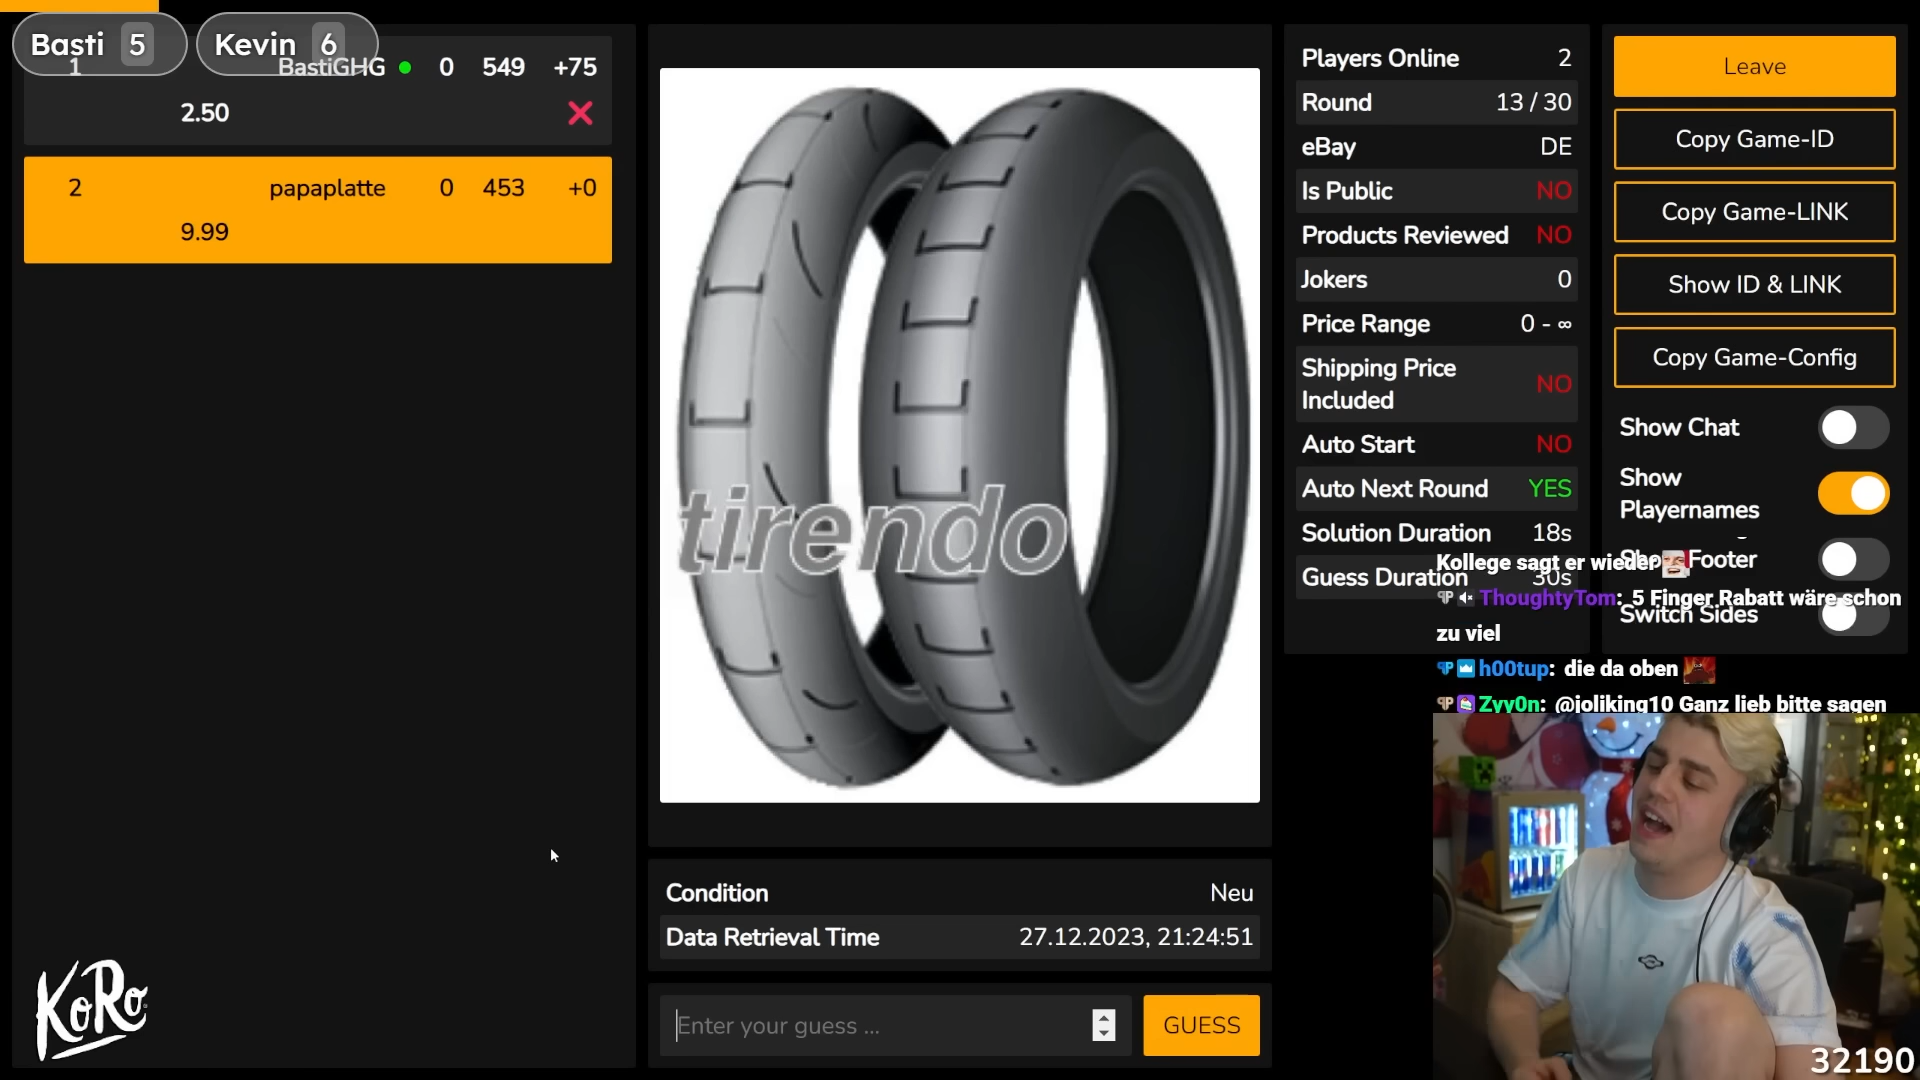 Basti 5
Kevin 6
1 BastiGHG 0 549 +75
2.50
2 papaplatte 0 453 +0
9.99
KoRo
tirendo
Condition Neu
Data Retrieval Time 27.12.2023, 21:24:51
Enter your guess ...
GUESS
Players Online 2
Round 13 / 30
eBay DE
Is Public NO
Products Reviewed NO
Jokers 0
Price Range 0 - ∞
Shipping Price Included NO
Auto Start NO
Auto Next Round YES
Solution Duration 18s
Guess Duration 30s
Leave
Copy Game-ID
Copy Game-LINK
Show ID & LINK
Copy Game-Config
Show Chat
Show Playernames
Footer
Switch Sides
Kollege sagt er wieder
ThoughtyTom: 5 Finger Rabatt wäre schon
zu viel
h00tup: die da oben
Zyy0n: @joliking10 Ganz lieb bitte sagen
32190